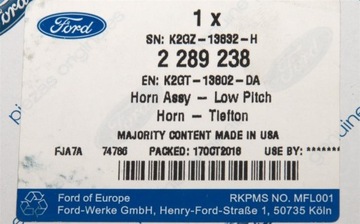 Ford
1 x
SN: K2GZ-13832-H
2 289 238
EN: K2GT-13802-DA
Horn Assy - Low Pitch
Horn - Tiefton
MAJORITY CONTENT MADE IN USA
FJA7A 74786 PACKED: 17OCT2018 USE BY:*******
Ford of Europe RKPMS NO. MFL001
Ford-Werke GmbH, Henry-Ford-Straße 1, 50735 Köln